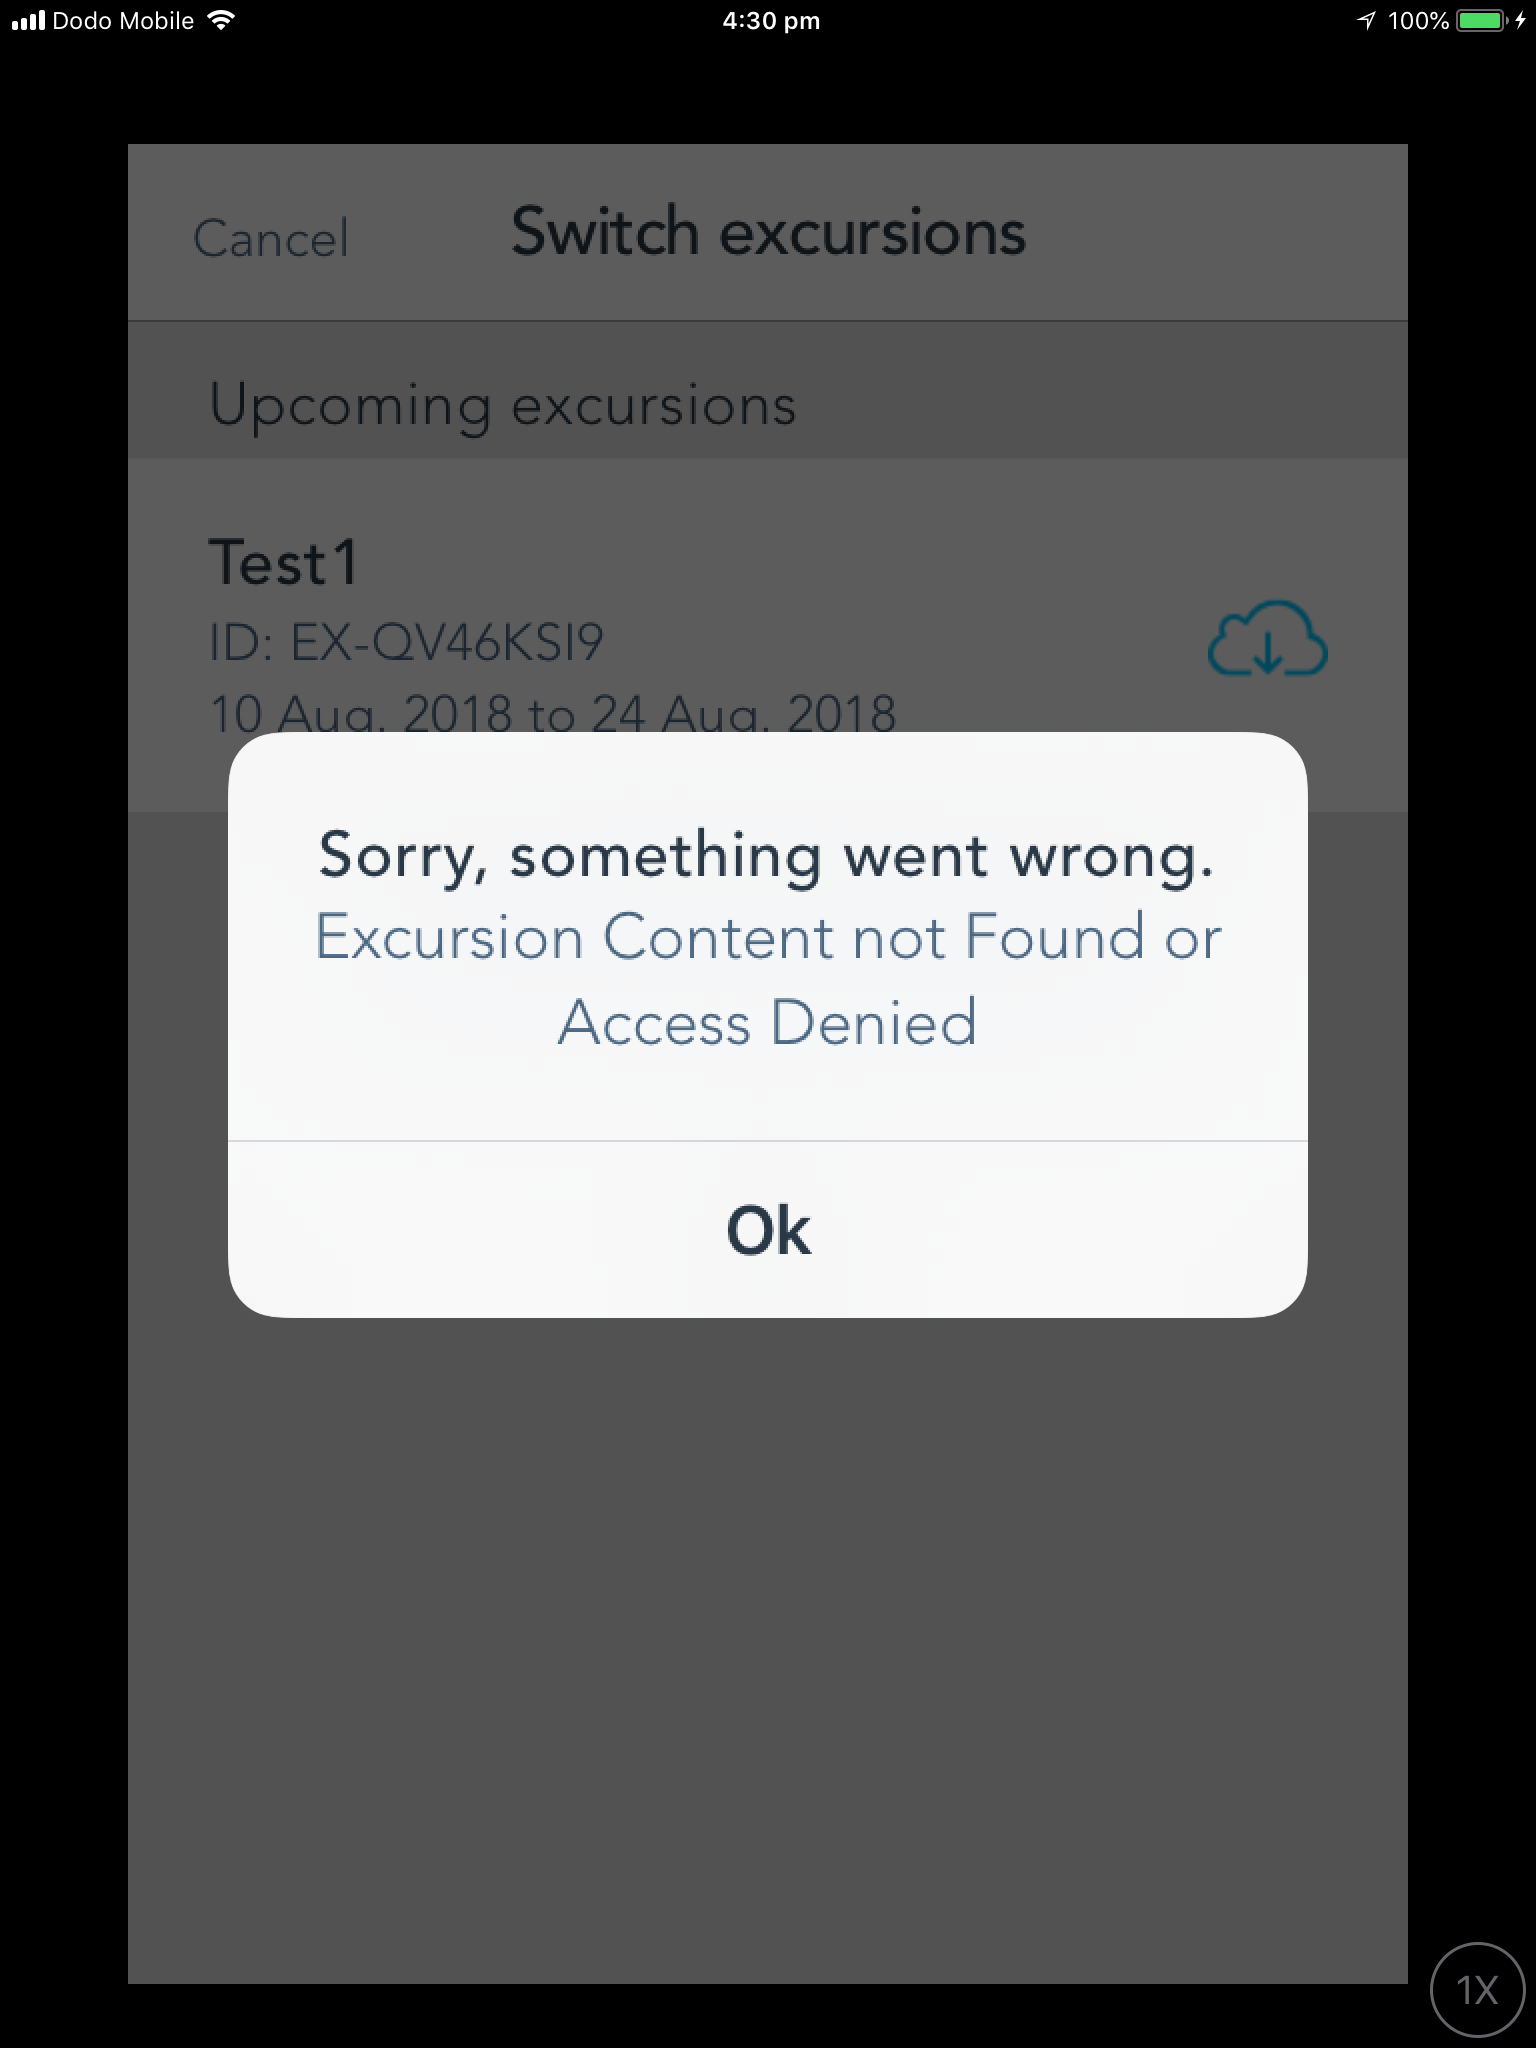 Dodo Mobile 4:30 pm 100%
Cancel Switch excursions
Upcoming excursions
Test1
ID: EX-QV46KSI9
10 Aug. 2018 to 24 Aug. 2018
Sorry, something went wrong.
Excursion Content not Found or
Access Denied
Ok
1X